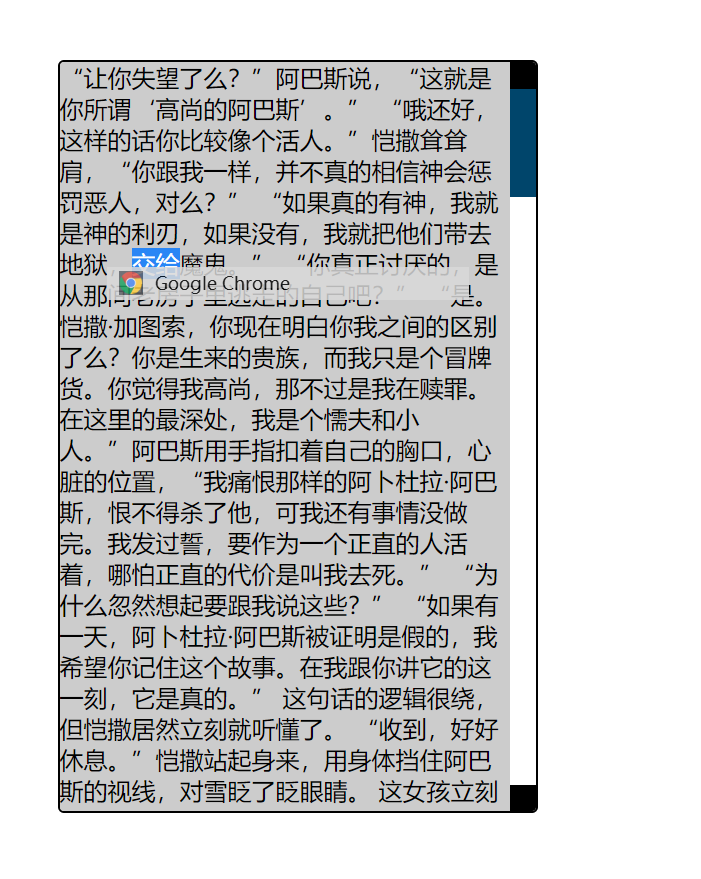 “让你失望了么？”阿巴斯说，“这就是
你所谓‘高尚的阿巴斯’。” “哦还好，
这样的话你比较像个活人。”恺撒耸耸
肩，“你跟我一样，并不真的相信神会惩
罚恶人，对么？” “如果真的有神，我就
是神的利刃，如果没有，我就把他们带去
地狱，交给魔鬼。” “你真正讨厌的，是
Google Chrome
从那间老房子里逃走的自己吧？” “是。
恺撒·加图索，你现在明白你我之间的区别
了么？你是生来的贵族，而我只是个冒牌
货。你觉得我高尚，那不过是我在赎罪。
在这里的最深处，我是个懦夫和小
人。”阿巴斯用手指扣着自己的胸口，心
脏的位置，“我痛恨那样的阿卜杜拉·阿巴
斯，恨不得杀了他，可我还有事情没做
完。我发过誓，要作为一个正直的人活
着，哪怕正直的代价是叫我去死。” “为
什么忽然想起要跟我说这些？” “如果有
一天，阿卜杜拉·阿巴斯被证明是假的，我
希望你记住这个故事。在我跟你讲它的这
一刻，它是真的。” 这句话的逻辑很绕，
但恺撒居然立刻就听懂了。 “收到，好好
休息。”恺撒站起身来，用身体挡住阿巴
斯的视线，对雪眨了眨眼睛。 这女孩立刻